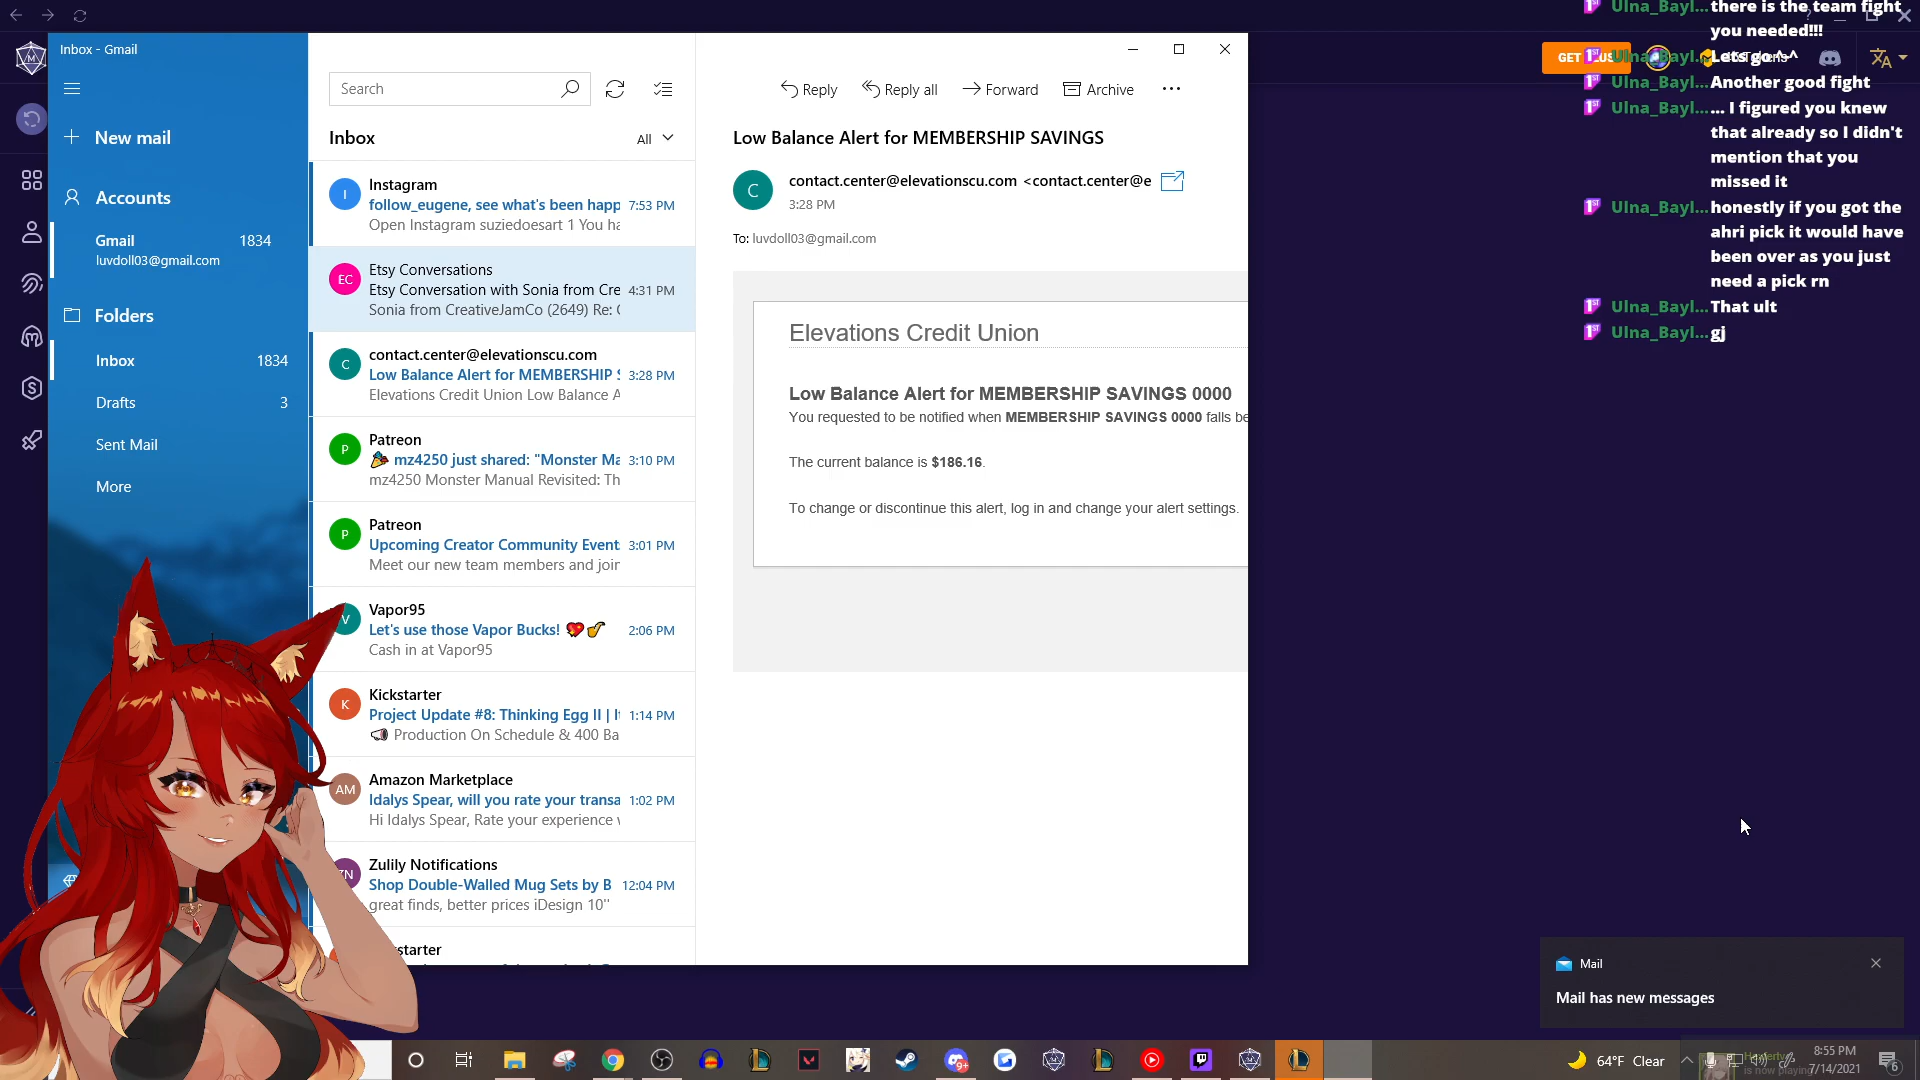 Inbox - Gmail
Search
Reply
Reply all
Forward
Archive
New mail
Inbox
All
Accounts
Gmail
1834
luvdoll03@gmail.com
Folders
Inbox
1834
Drafts
3
Sent Mail
More
I
Instagram
follow_eugene, see what's been happ
7:53 PM
Open Instagram suziedoesart 1 You ha
EC
Etsy Conversations
Etsy Conversation with Sonia from Cre
4:31 PM
Sonia from CreativeJamCo (2649) Re:
C
contact.center@elevationscu.com
Low Balance Alert for MEMBERSHIP
3:28 PM
Elevations Credit Union Low Balance A
P
Patreon
mz4250 just shared: "Monster Ma
3:10 PM
mz4250 Monster Manual Revisited: Th
P
Patreon
Upcoming Creator Community Event
3:01 PM
Meet our new team members and join
V
Vapor95
Let's use those Vapor Bucks!
2:06 PM
Cash in at Vapor95
K
Kickstarter
Project Update #8: Thinking Egg II |
1:14 PM
Production On Schedule & 400 Ba
AM
Amazon Marketplace
Idalys Spear, will you rate your transa
1:02 PM
Hi Idalys Spear, Rate your experience
Zulily Notifications
Shop Double-Walled Mug Sets by B
12:04 PM
great finds, better prices iDesign 10"
Low Balance Alert for MEMBERSHIP SAVINGS
C
contact.center@elevationscu.com <contact.center@e
3:28 PM
To: luvdoll03@gmail.com
Elevations Credit Union
Low Balance Alert for MEMBERSHIP SAVINGS 0000
You requested to be notified when MEMBERSHIP SAVINGS 0000 falls be
The current balance is $186.16.
To change or discontinue this alert, log in and change your alert settings.
GET
Ulna_Bayl... there is the team fight
you needed!!!
Ulna_Bayl... Lets go ^^
Ulna_Bayl... Another good fight
Ulna_Bayl... ... I figured you knew
that already so I didn't
mention that you
missed it
Ulna_Bayl... honestly if you got the
ahri pick it would have
been over as you just
need a pick rn
Ulna_Bayl... That ult
Ulna_Bayl... gj
Mail
Mail has new messages
9+
64°F Clear
is now playing
8:55 PM
7/14/2021
6